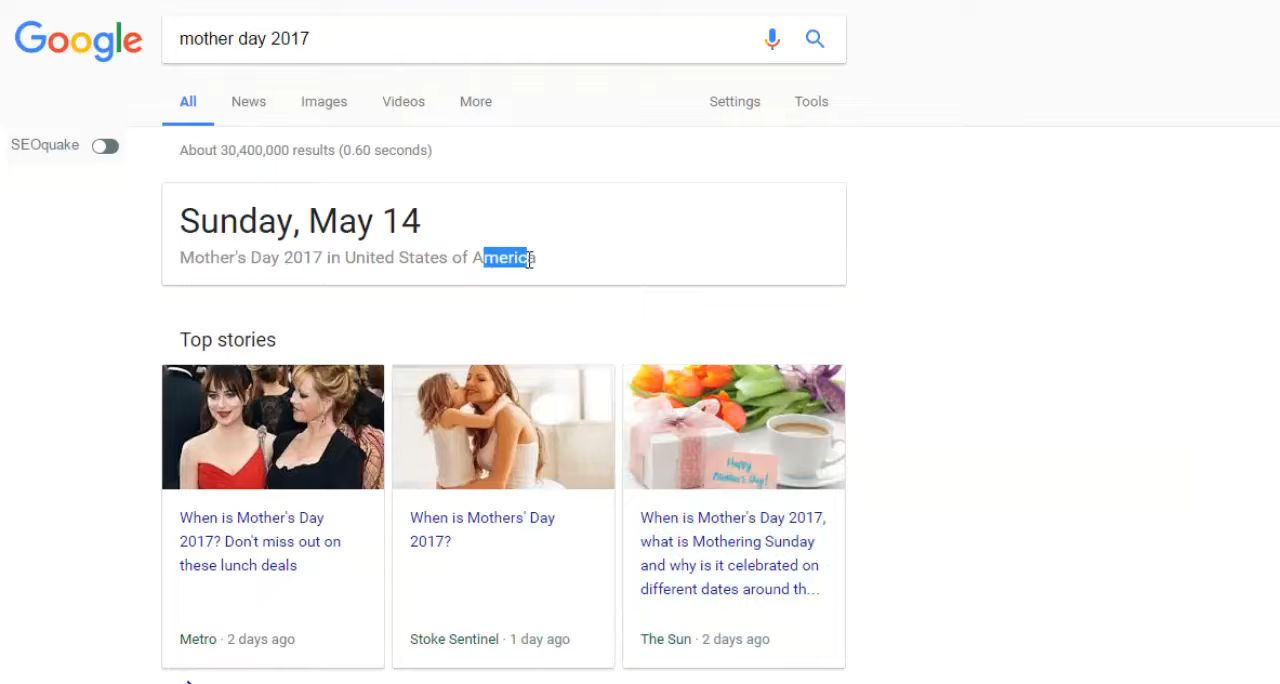 Google
mother day 2017
All News Images Videos More Settings Tools
SEOquake
About 30,400,000 results (0.60 seconds)
Sunday, May 14
Mother's Day 2017 in United States of America
Top stories
Happy
Mother's Day!
When is Mother's Day
2017? Don't miss out on
these lunch deals
Metro · 2 days ago
When is Mothers' Day
2017?
Stoke Sentinel · 1 day ago
When is Mother's Day 2017,
what is Mothering Sunday
and why is it celebrated on
different dates around th...
The Sun · 2 days ago